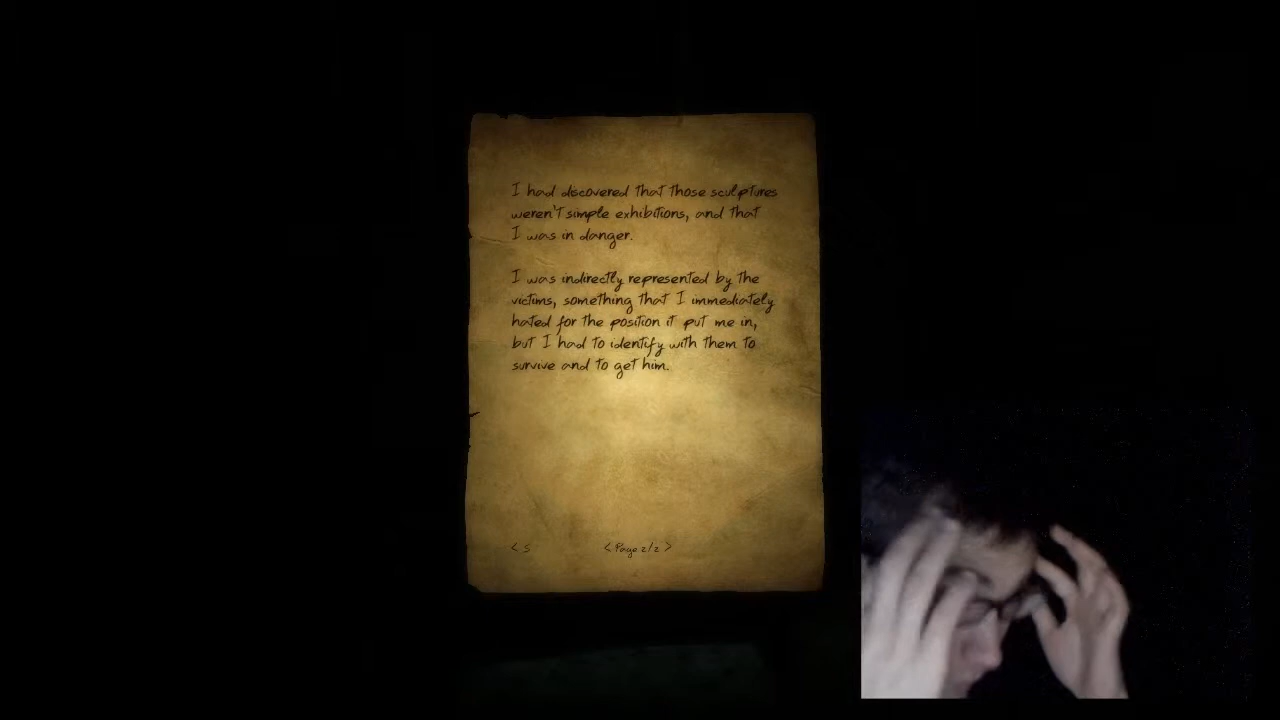 I had discovered that those sculptures
weren't simple exhibitions, and that
I was in danger.
I was indirectly represented by the
victims, something that I immediately
hated for the position it put me in,
but I had to identify with them to
survive and to get him.
< S
< Page 2/2 >